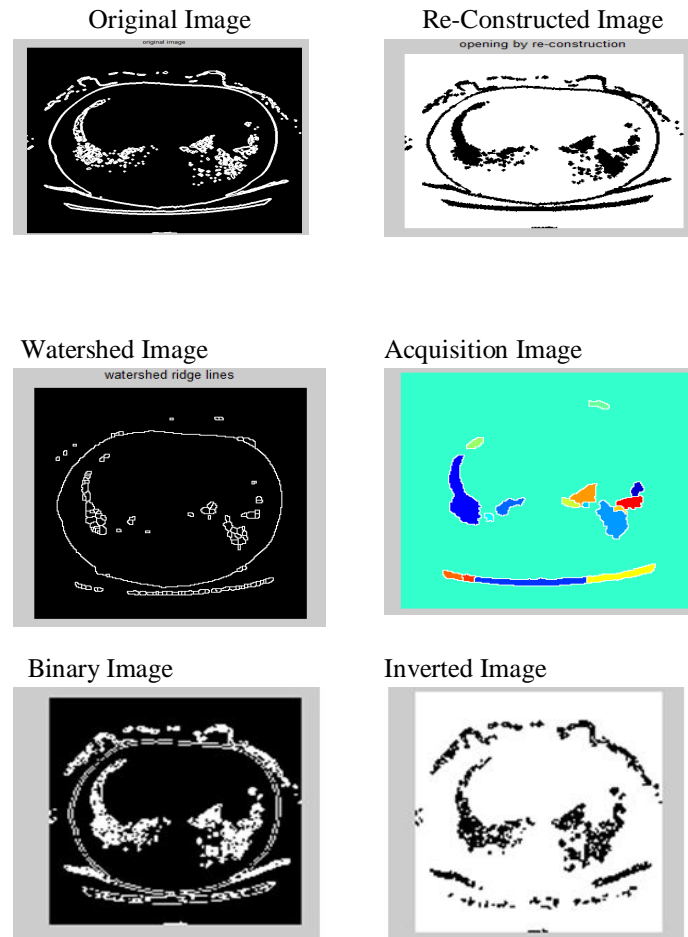 Original Image
Re-Constructed Image
original image
opening by re-construction
Watershed Image
Acquisition Image
watershed ridge lines
Binary Image
Inverted Image